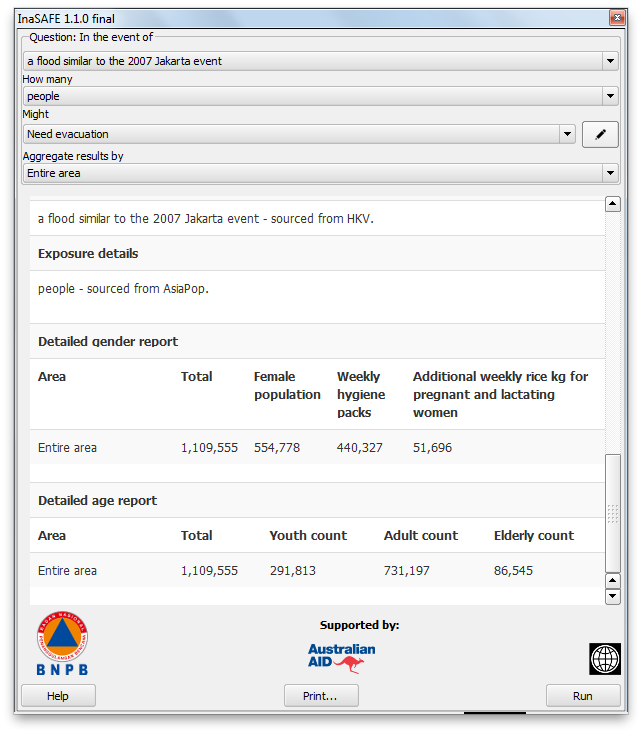 InaSAFE 1.1.0 final
Question: In the event of
a flood similar to the 2007 Jakarta event
How many
people
Might
Need evacuation
Aggregate results by
Entire area
a flood similar to the 2007 Jakarta event - sourced from HKV.
Exposure details
people - sourced from AsiaPop.
Detailed gender report
Area Total Female population Weekly hygiene packs Additional weekly rice kg for pregnant and lactating women
Entire area 1,109,555 554,778 440,327 51,696
Detailed age report
Area Total Youth count Adult count Elderly count
Entire area 1,109,555 291,813 731,197 86,545
Supported by:
BNPB
Australian
AID
Help Print... Run